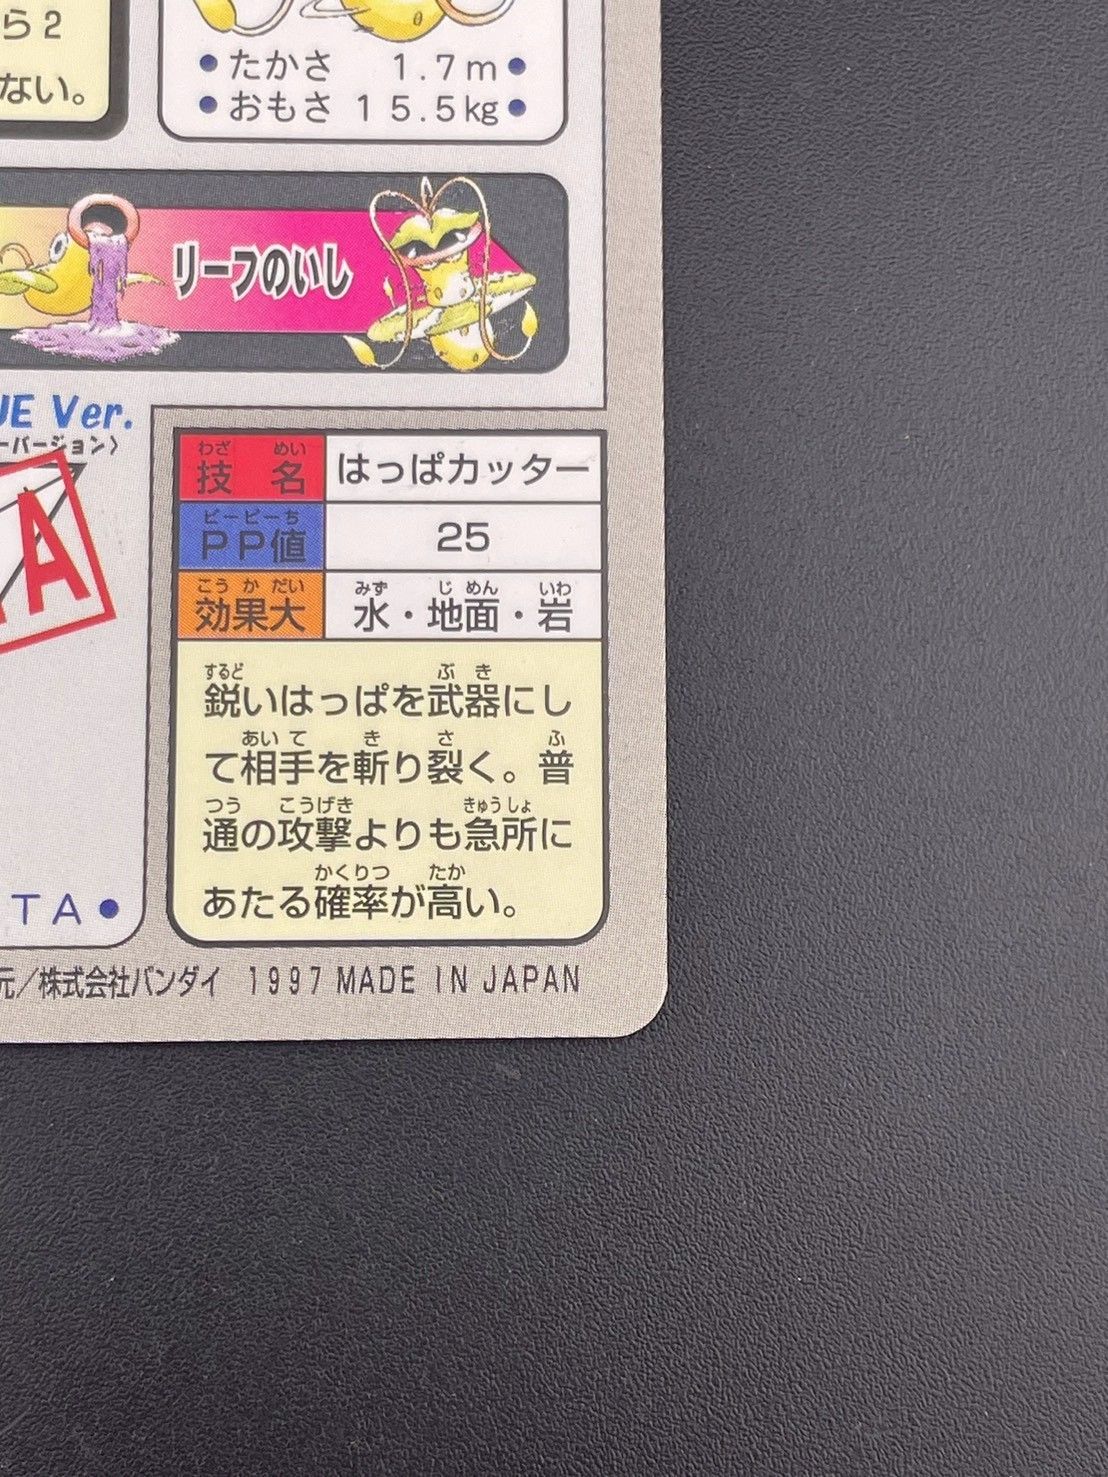 ら2
ない。
•たかさ 1.7m•
•おもさ 15.5kg•
リーフのいし
UE Ver.
ーバージョン〉
A
わざ めい
技 名
はっぱカッター
ピーピーち
PP値
25
こう か だい
効果大
みず じ めん いわ
水・地面・岩
するど ぶ き
鋭いはっぱを武器にし
あい て き さ ふ
て相手を斬り裂く。普
つう こうげき きゅうしょ
通の攻撃よりも急所に
かくりつ たか
あたる確率が高い。
TA•
元/株式会社バンダイ 1997 MADE IN JAPAN